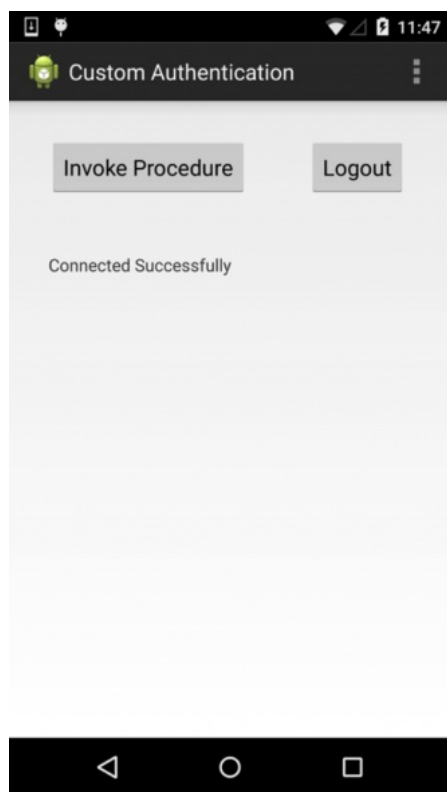 11:47
Custom Authentication
Invoke Procedure Logout
Connected Successfully